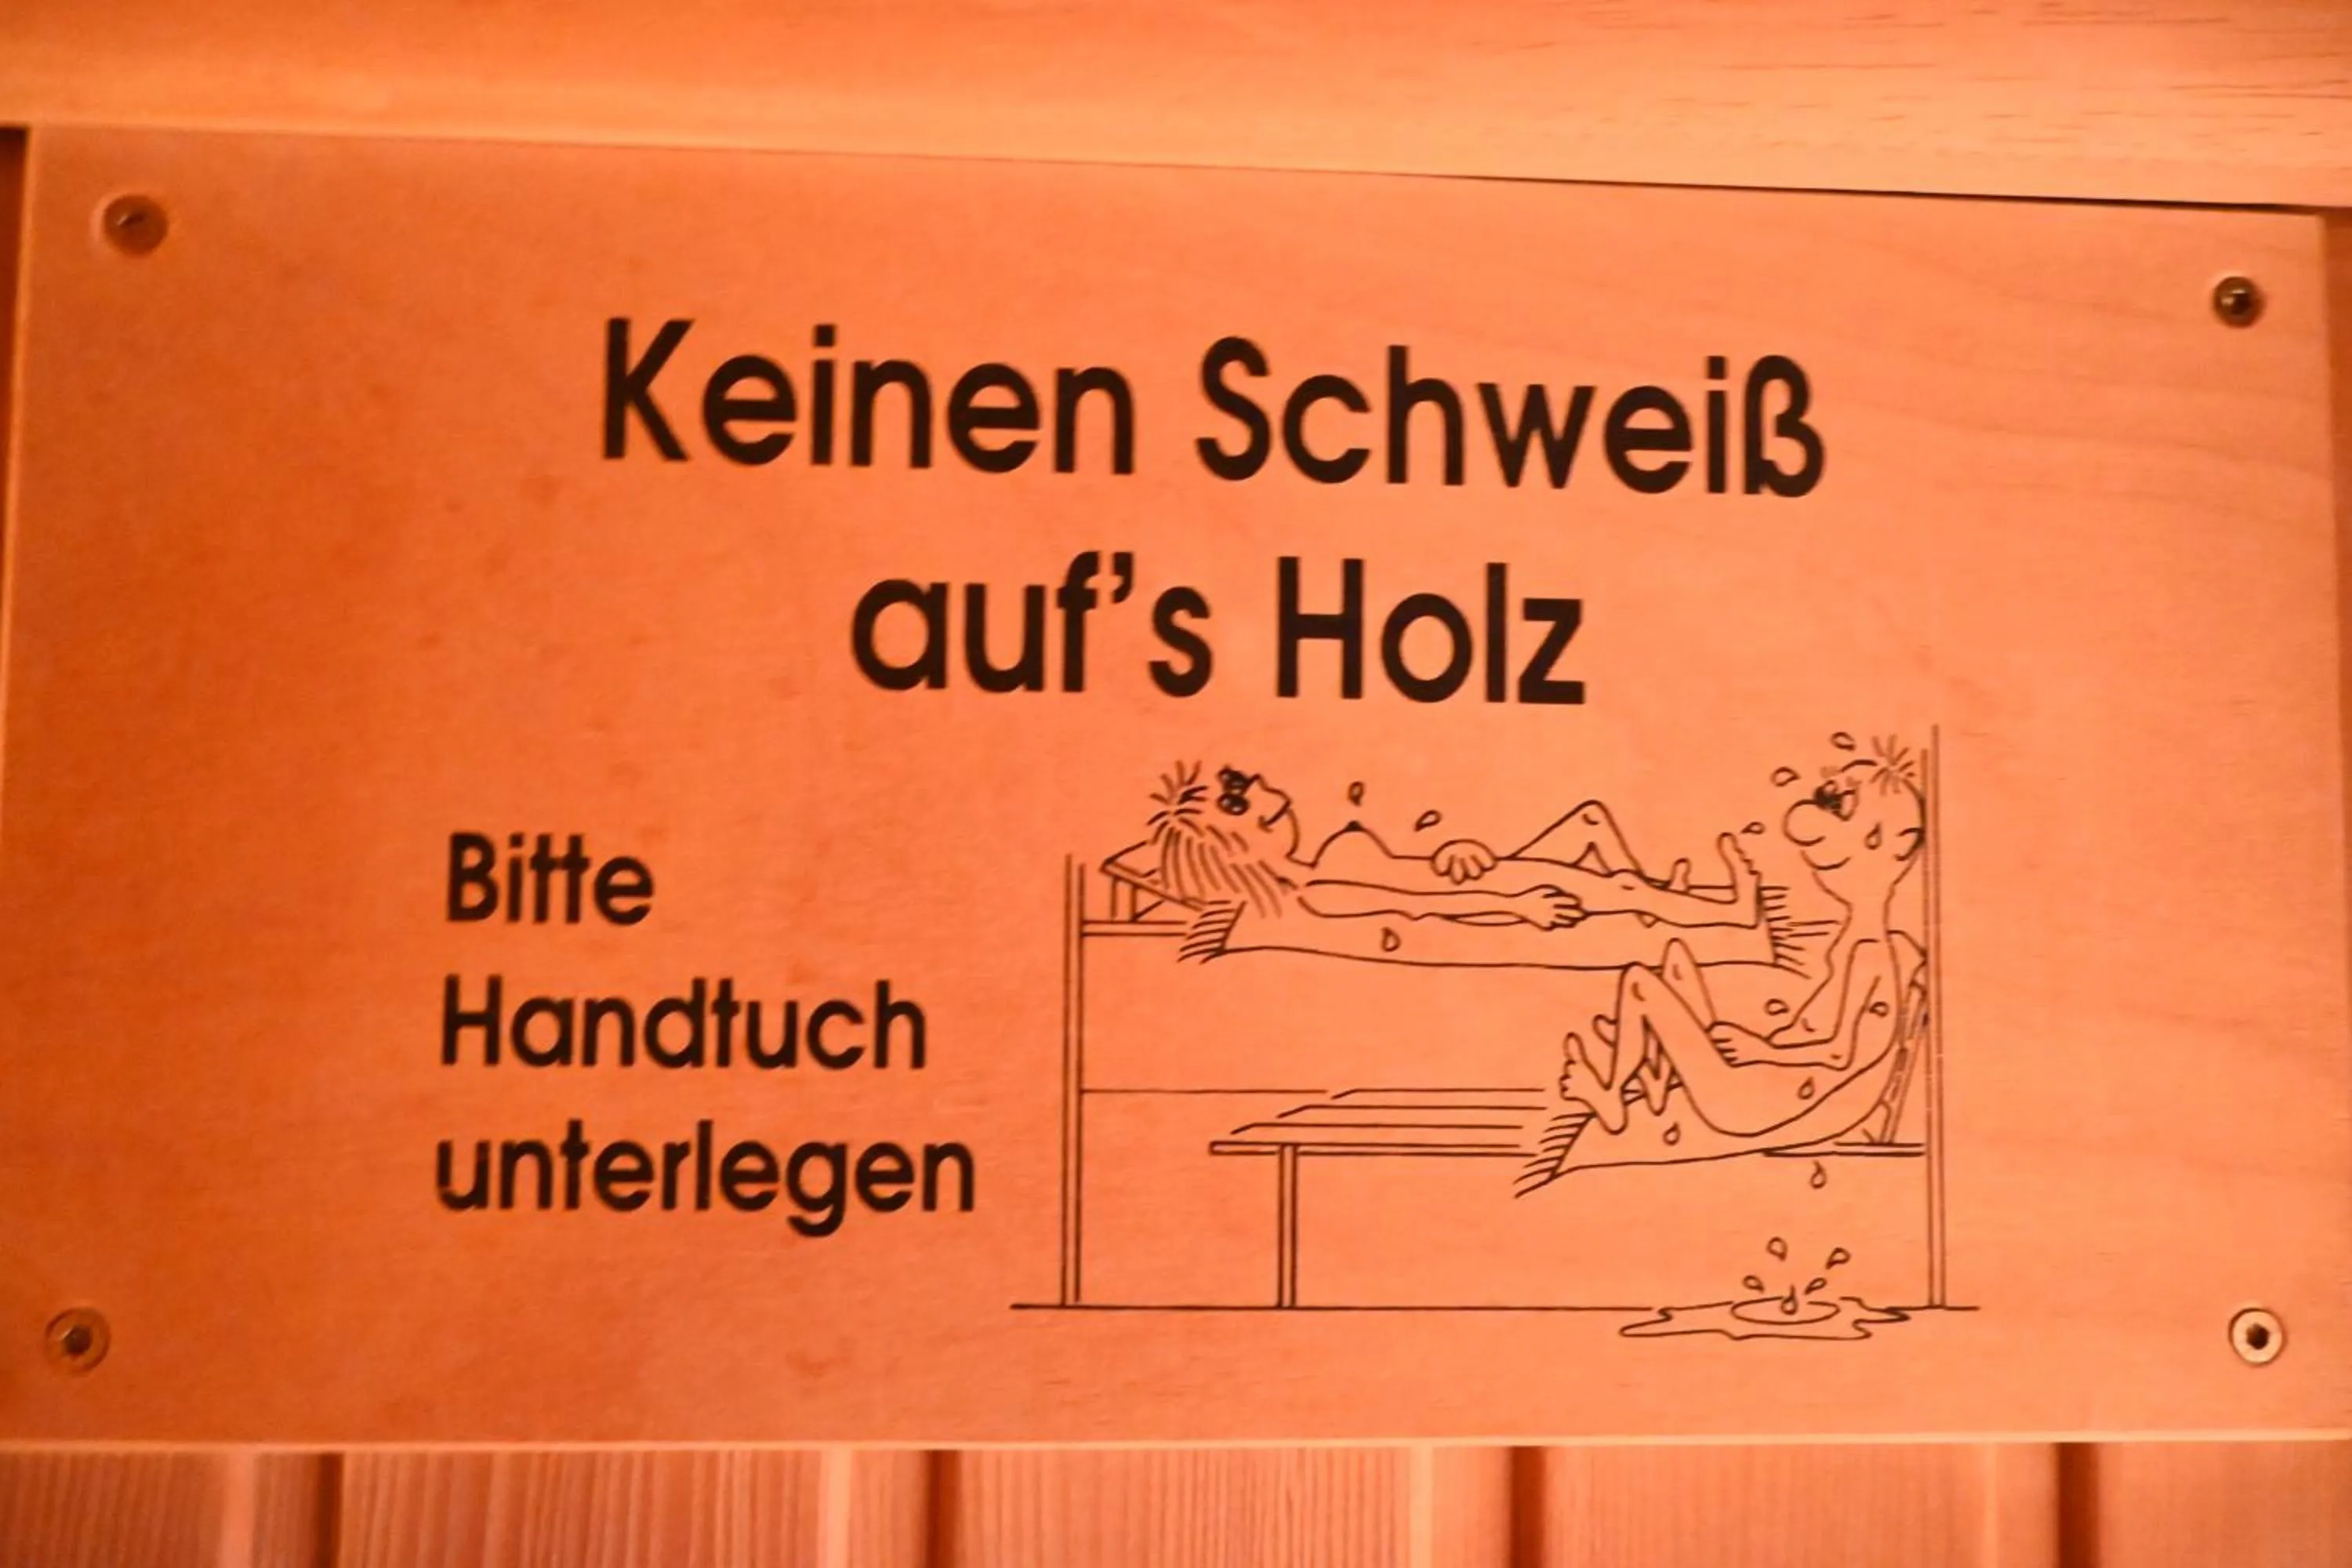 Keinen Schweiß
auf's Holz
Bitte
Handtuch
unterlegen